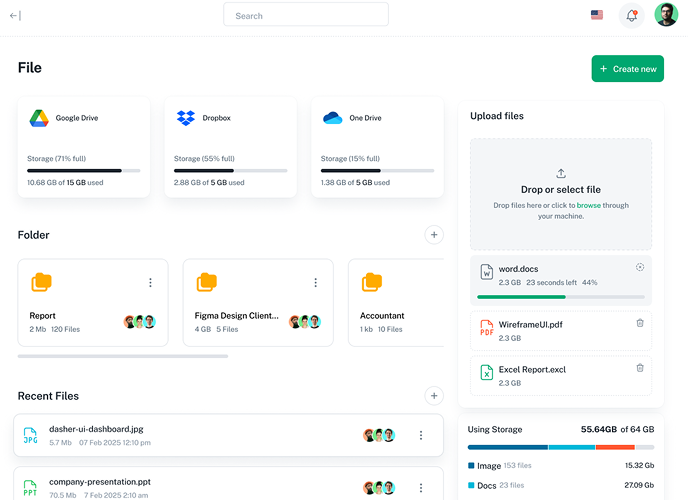 Search
File
+ Create new
Google Drive
Storage (71% full)
10.68 GB of 15 GB used
Dropbox
Storage (55% full)
2.88 GB of 5 GB used
One Drive
Storage (15% full)
1.38 GB of 5 GB used
Folder
Report
2 Mb 120 Files
Figma Design Client...
4 GB 5 Files
Accountant
1 kb 10 Files
Recent Files
JPG
dasher-ui-dashboard.jpg
5.7 Mb 07 Feb 2025 12:10 pm
PPT
company-presentation.ppt
70.5 Mb 7 Feb 2025 2:10 am
Upload files
Drop or select file
Drop files here or click to browse through
your machine.
W
word.docs
2.3 GB 23 seconds left 44%
PDF
WireframeUI.pdf
2.3 GB
X
Excel Report.excl
2.3 GB
Using Storage 55.64GB of 64 GB
Image 153 files 15.32 Gb
Docs 23 files 27.09 Gb